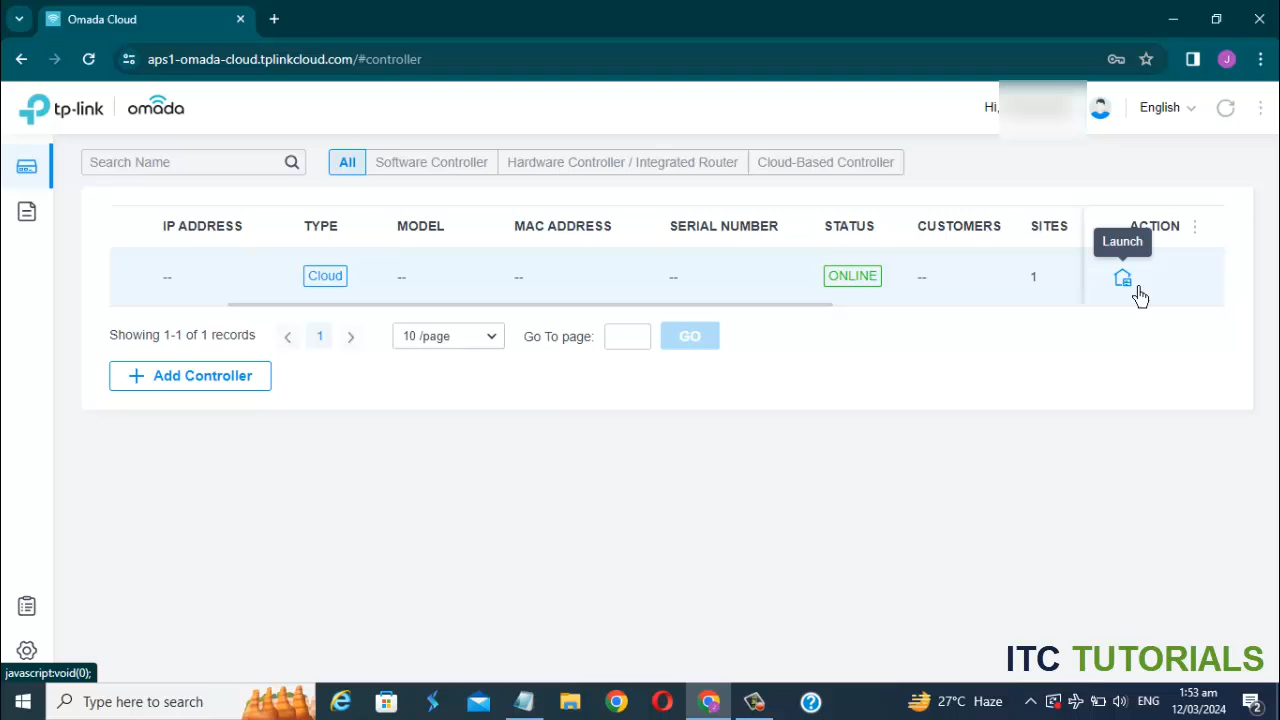 Omada Cloud
aps1-omada-cloud.tplinkcloud.com/#controller
J
tp-link omada
Hi,
English
Search Name
All Software Controller Hardware Controller / Integrated Router Cloud-Based Controller
IP ADDRESS TYPE MODEL MAC ADDRESS SERIAL NUMBER STATUS CUSTOMERS SITES ACTION
Launch
-- Cloud -- -- -- ONLINE -- 1
Showing 1-1 of 1 records 1 10 /page Go To page: GO
Add Controller
ITC TUTORIALS
javascript:void(0);
Type here to search
27°C Haze
ENG
1:53 am
12/03/2024
2